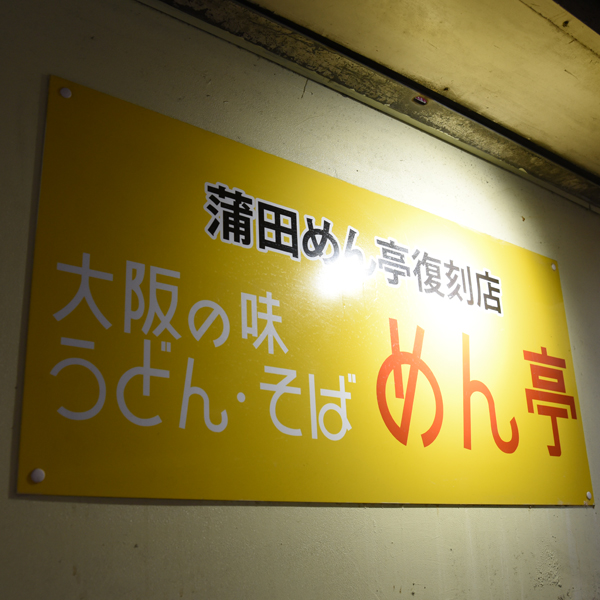 蒲田めん亭復刻店
大阪の味
うどん・そば
めん亭